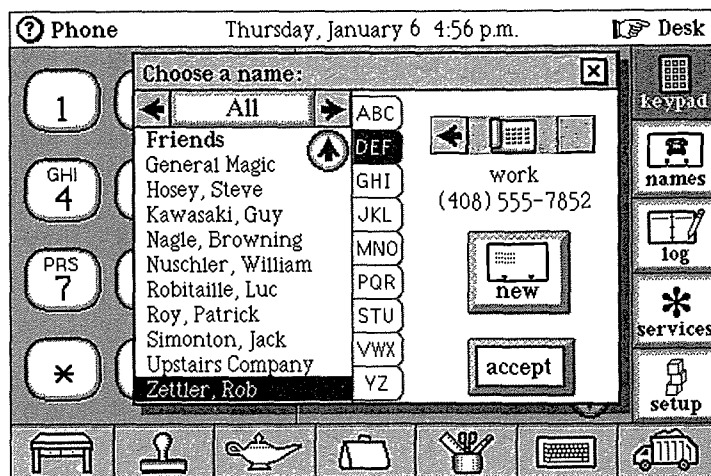 ? Phone Thursday, January 6 4:56 p.m. Desk
Choose a name:
All
Friends
General Magic
Hosey, Steve
Kawasaki, Guy
Nagle, Browning
Nuschler, William
Robitaille, Luc
Roy, Patrick
Simonton, Jack
Upstairs Company
Zettler, Rob
ABC
DEF
GHI
JKL
MNO
PQR
STU
VWX
YZ
work
(408) 555-7852
new
accept
1
GHI
4
PRS
7
*
keypad
names
log
services
setup